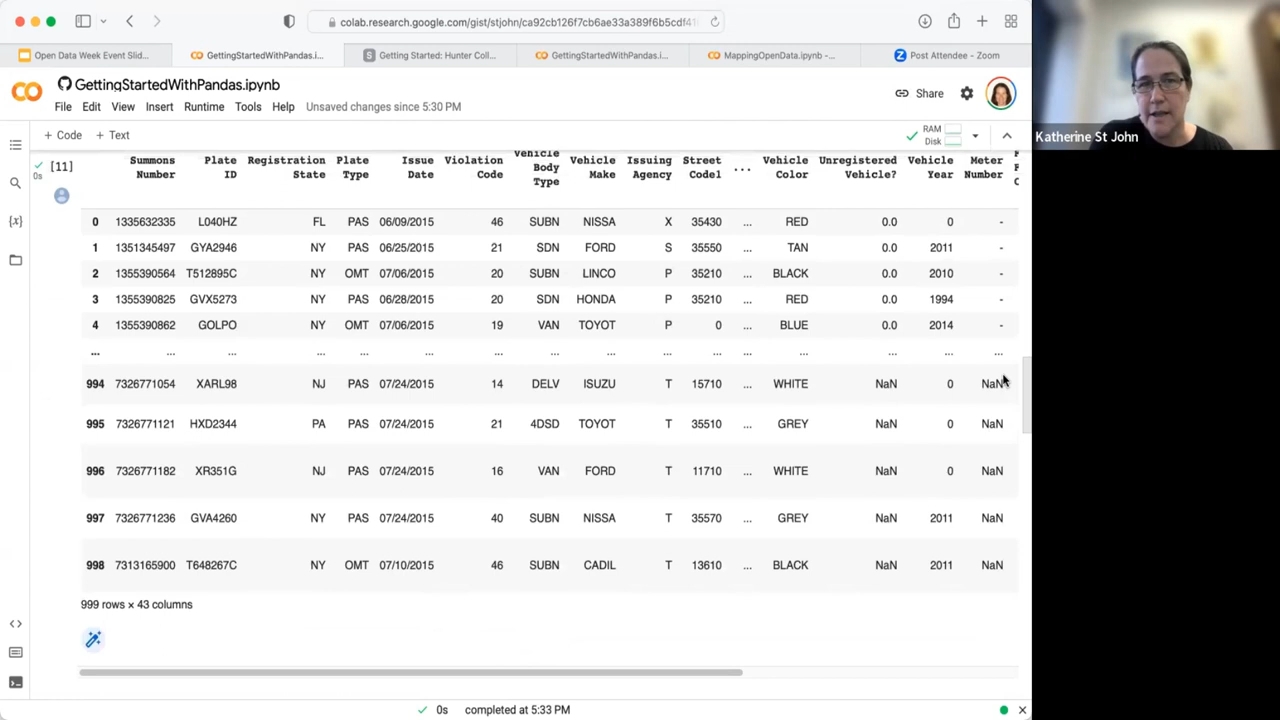 colab.research.google.com/gist/stjohn/ca92cb126f7cb6ae33a389f6b5cdf41
Open Data Week Event Slid...
GettingStartedWithPandas.i...
S Getting Started: Hunter Coll...
GettingStartedWithPandas.i...
MappingOpenData.ipynb -...
Post Attendee - Zoom
GettingStartedWithPandas.ipynb
File Edit View Insert Runtime Tools Help Unsaved changes since 5:30 PM
Share
+ Code + Text
RAM
Disk
Katherine St John
[11]
0s
Summons Number Plate ID Registration State Plate Type Issue Date Violation Code Vehicle Body Type Vehicle Make Issuing Agency Street Code1 ... Vehicle Color Unregistered Vehicle? Vehicle Year Meter Number
0 1335632335 L040HZ FL PAS 06/09/2015 46 SUBN NISSA X 35430 ... RED 0.0 0 -
1 1351345497 GYA2946 NY PAS 06/25/2015 21 SDN FORD S 35550 ... TAN 0.0 2011 -
2 1355390564 T512895C NY OMT 07/06/2015 20 SUBN LINCO P 35210 ... BLACK 0.0 2010 -
3 1355390825 GVX5273 NY PAS 06/28/2015 20 SDN HONDA P 35210 ... RED 0.0 1994 -
4 1355390862 GOLPO NY OMT 07/06/2015 19 VAN TOYOT P 0 ... BLUE 0.0 2014 -
... ... ... ... ... ... ... ... ... ... ... ... ... ... ... ...
994 7326771054 XARL98 NJ PAS 07/24/2015 14 DELV ISUZU T 15710 ... WHITE NaN 0 NaN
995 7326771121 HXD2344 PA PAS 07/24/2015 21 4DSD TOYOT T 35510 ... GREY NaN 0 NaN
996 7326771182 XR351G NJ PAS 07/24/2015 16 VAN FORD T 11710 ... WHITE NaN 0 NaN
997 7326771236 GVA4260 NY PAS 07/24/2015 40 SUBN NISSA T 35570 ... GREY NaN 2011 NaN
998 7313165900 T648267C NY OMT 07/10/2015 46 SUBN CADIL T 13610 ... BLACK NaN 2011 NaN
999 rows × 43 columns
0s completed at 5:33 PM